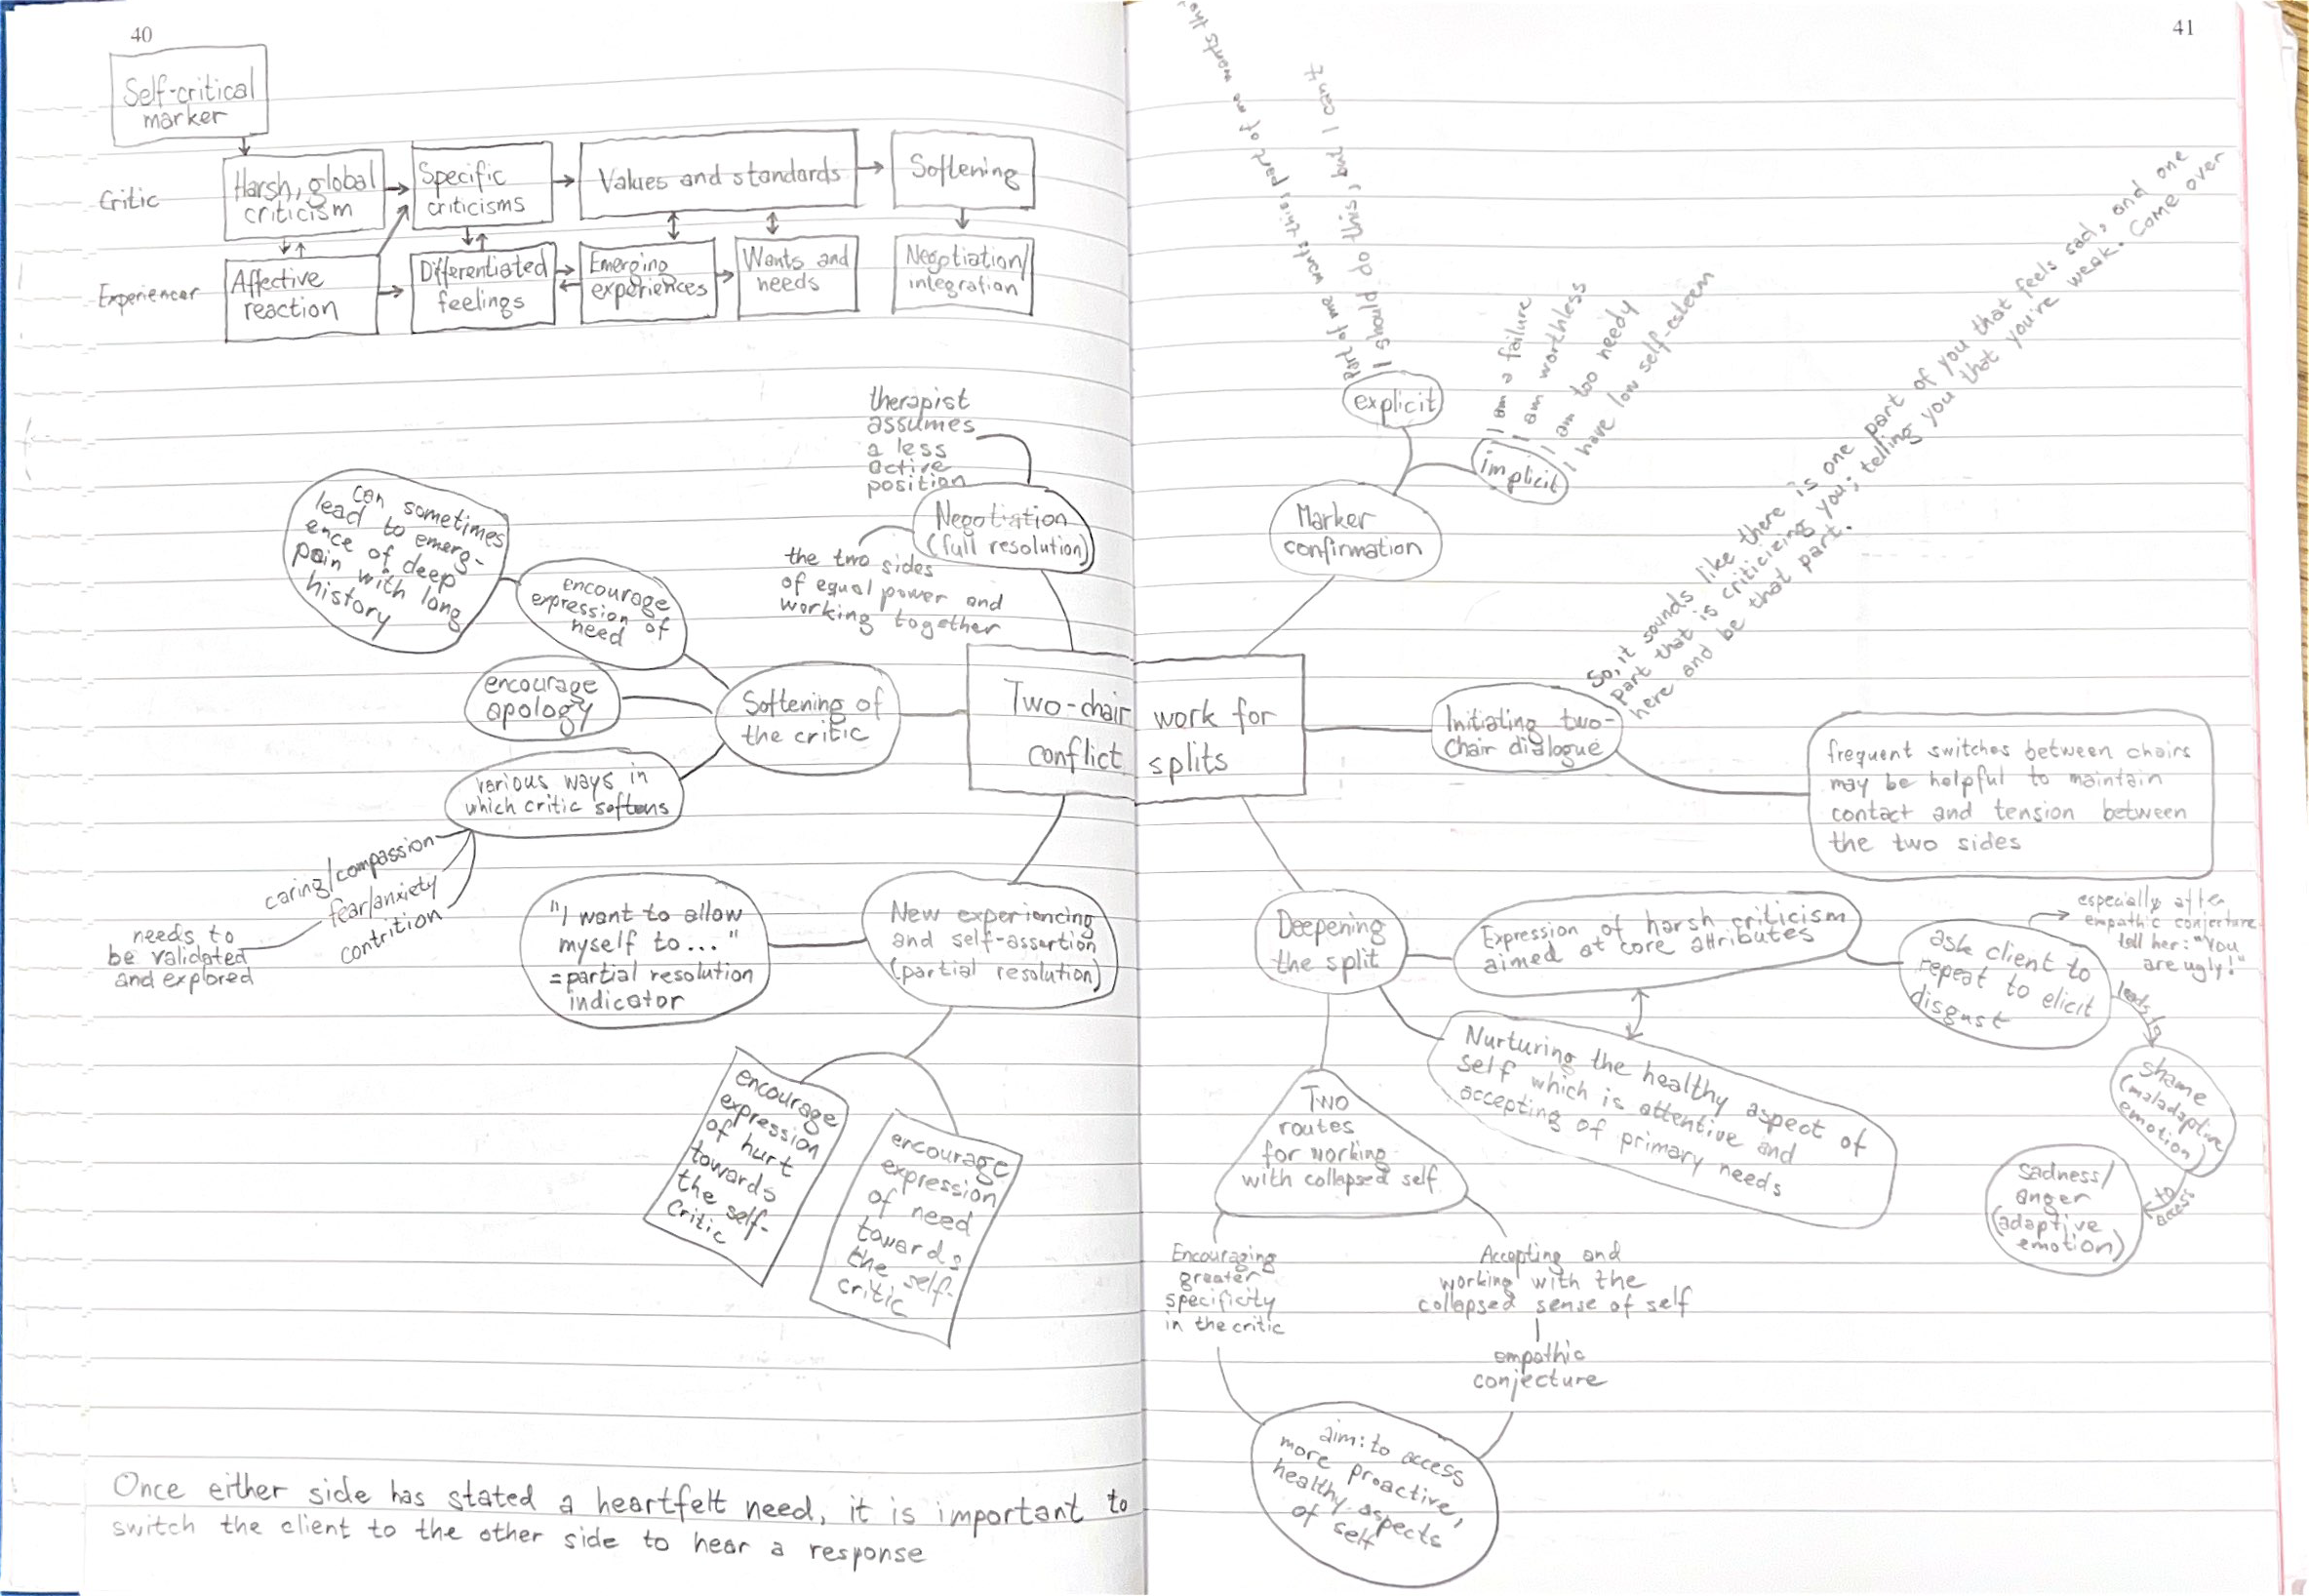 40
Self-critical
marker
Critic
Harsh, global
criticism
Specific
criticisms
Values and standards
Softening
Experiencer
Affective
reaction
Differentiated
feelings
Emerging
experiences
Wants and
needs
Negotiation/
integration
therapist
assumes
a less
active
position
Negotiation
(full resolution)
the two sides
of equal power and
working together
can sometimes
lead to emerg-
ence of deep
pain with long
history
encourage
expression of
need
encourage
apology
Softening of
the critic
various ways in
which critic softens
caring/compassion
fear/anxiety
contrition
needs to
be validated
and explored
"I want to allow
myself to..."
=partial resolution
indicator
New experiencing
and self-assertion
(partial resolution)
encourage
expression
of hurt
towards
the self-
critic
encourage
expression
of need
towards
the self-
critic
Once either side has stated a heartfelt need, it is important to
switch the client to the other side to hear a response
41
Two-chair work for
conflict splits
Part of me wants this, part of me wants tha
I should do this, but I can't
explicit
I am a failure
I am worthless
I am too needy
I have low self-esteem
implicit
Marker
confirmation
So, it sounds like there is one part of you that feels sad, and one
part that is criticizing you; telling you that you're weak. Come over
here and be that part.
Initiating two-
chair dialogue
frequent switches between chairs
may be helpful to maintain
contact and tension between
the two sides
Deepening
the split
Expression of harsh criticism
aimed at core attributes
ask client to
repeat to elicit
disgust
especially after
empathic conjecture
tell her: "You
are ugly!"
leads to
shame
(maladaptive
emotion)
to
access
sadness/
anger
(adaptive
emotion)
Nurturing the healthy aspect of
self which is attentive and
accepting of primary needs
Two
routes
for working
with collapsed self
Encouraging
greater
specificity
in the critic
Accepting and
working with the
collapsed sense of self
empathic
conjecture
aim: to access
more proactive,
healthy aspects
of self